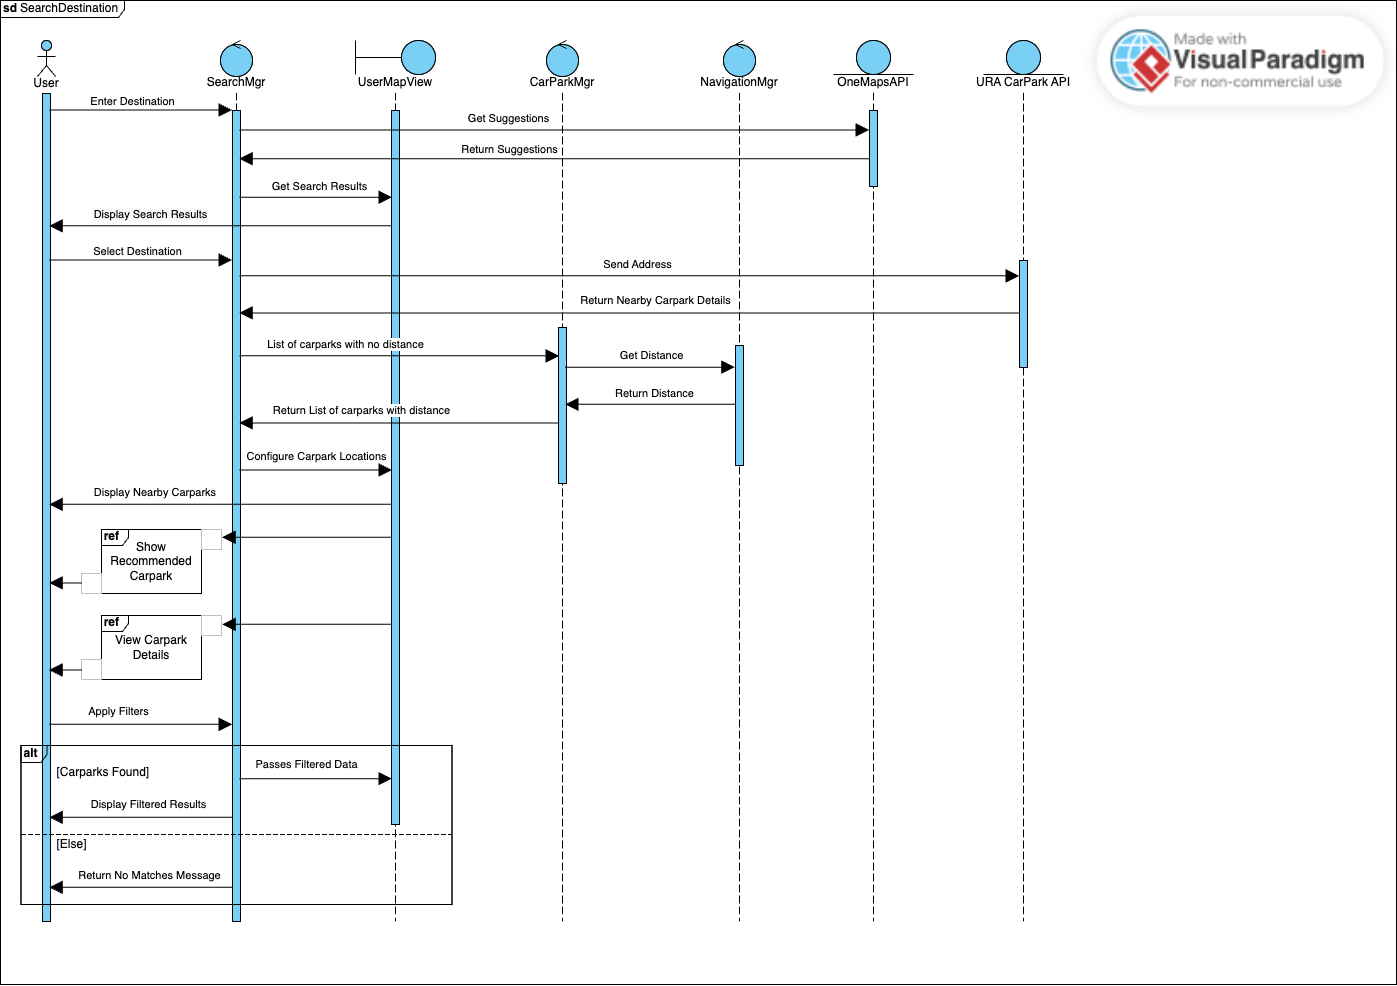 sd SearchDestination
Made with
Visual Paradigm
For non-commercial use
User
SearchMgr
UserMapView
CarParkMgr
NavigationMgr
OneMapsAPI
URA CarPark API
Enter Destination
Get Suggestions
Return Suggestions
Get Search Results
Display Search Results
Select Destination
Send Address
Return Nearby Carpark Details
List of carparks with no distance
Get Distance
Return Distance
Return List of carparks with distance
Configure Carpark Locations
Display Nearby Carparks
ref
Show
Recommended
Carpark
ref
View Carpark
Details
Apply Filters
alt
[Carparks Found]
Passes Filtered Data
Display Filtered Results
[Else]
Return No Matches Message